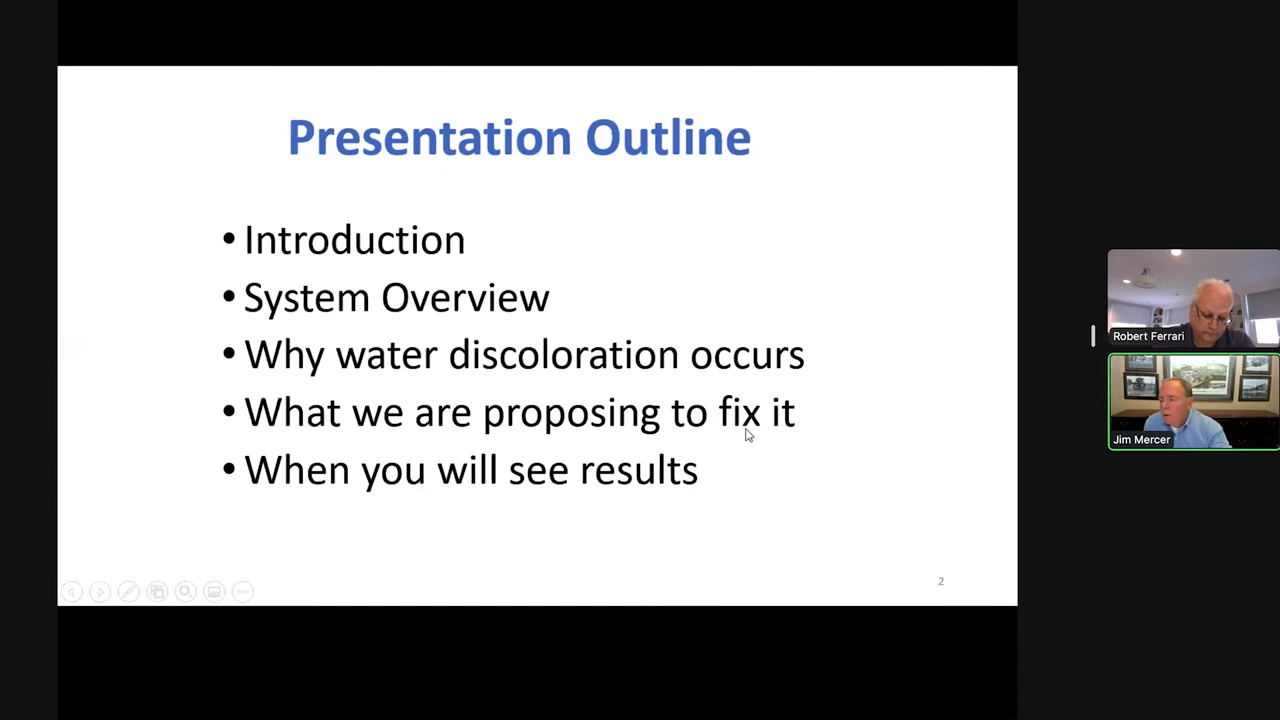 Presentation Outline
• Introduction
• System Overview
• Why water discoloration occurs
• What we are proposing to fix it
• When you will see results
2
Robert Ferrari
Jim Mercer